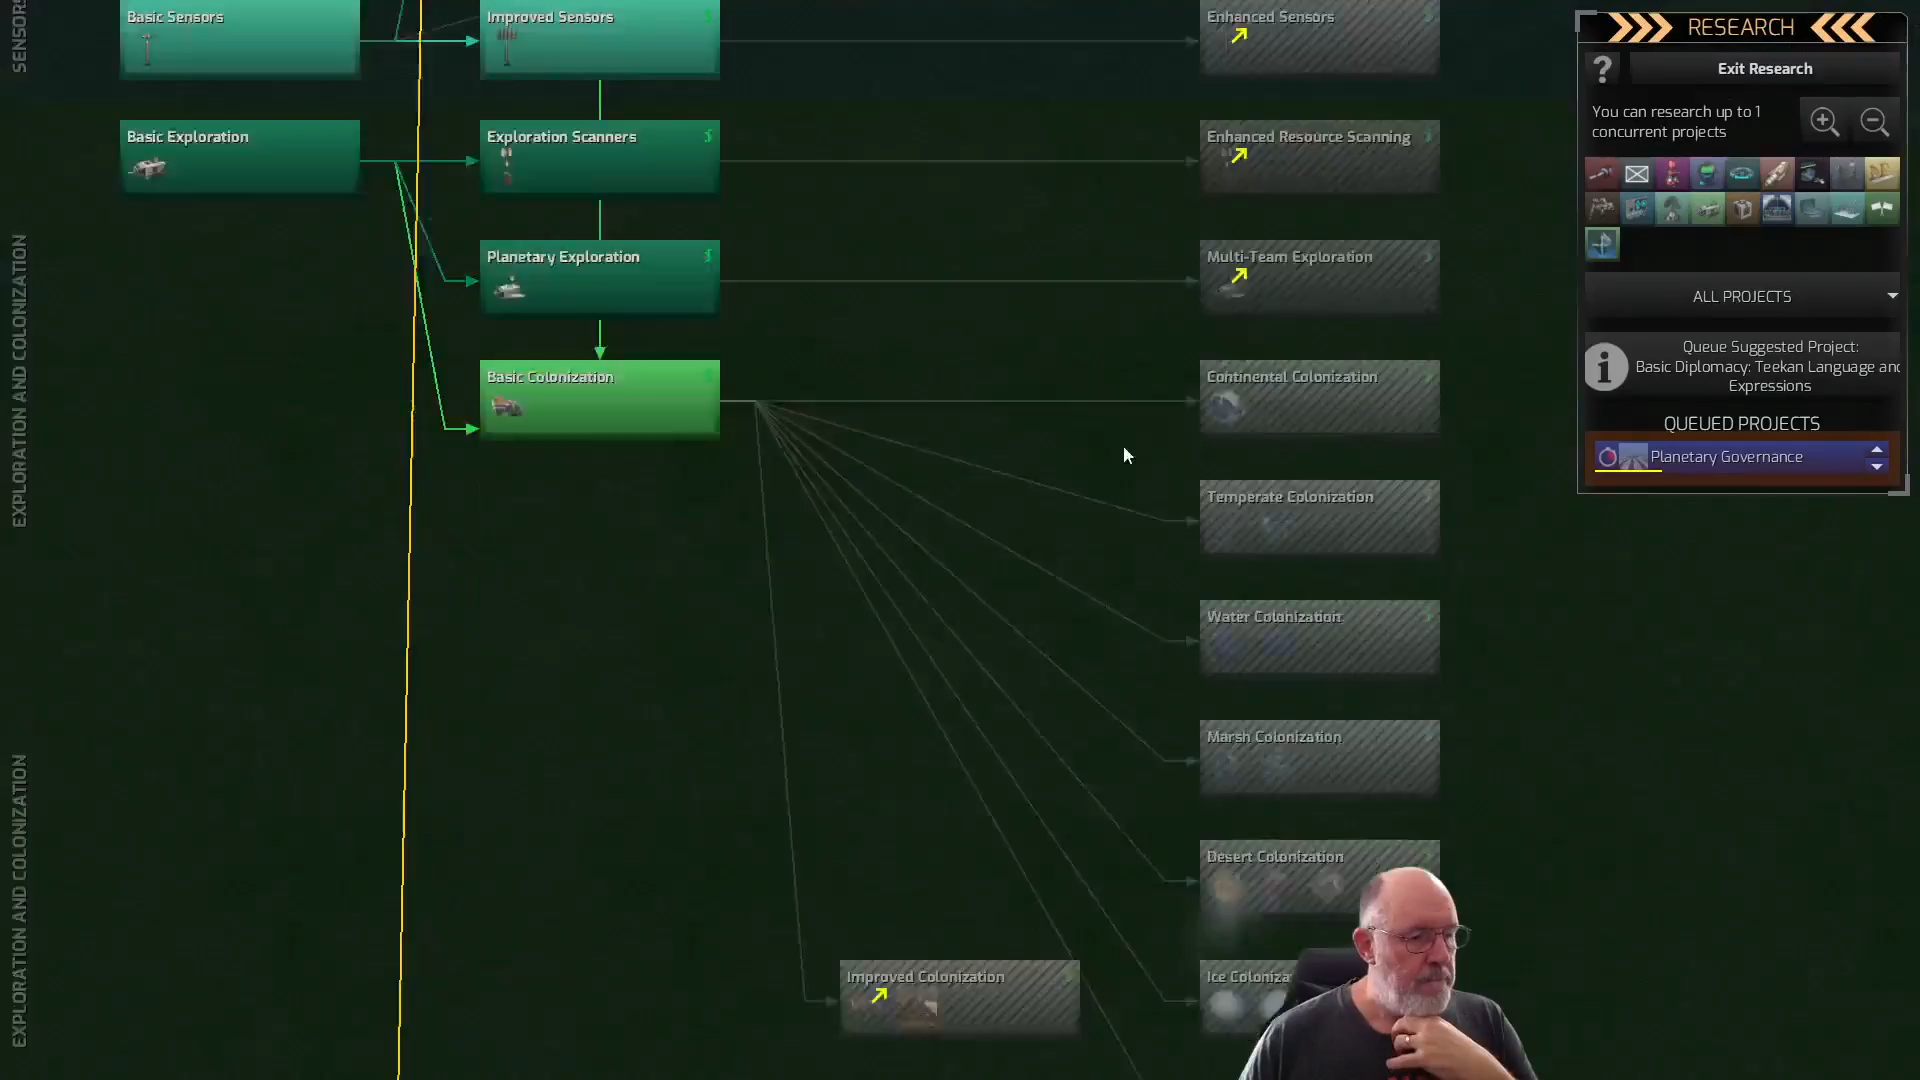 SENSORS
Basic Sensors
Improved Sensors
Enhanced Sensors
Basic Exploration
Exploration Scanners
Enhanced Resource Scanning
EXPLORATION AND COLONIZATION
Planetary Exploration
Multi-Team Exploration
Basic Colonization
Continental Colonization
Temperate Colonization
Water Colonization
Marsh Colonization
EXPLORATION AND COLONIZATION
Desert Colonization
Improved Colonization
Ice Coloniza
RESEARCH
?
Exit Research
You can research up to 1
concurrent projects
ALL PROJECTS
Queue Suggested Project:
Basic Diplomacy: Teekan Language and
Expressions
QUEUED PROJECTS
Planetary Governance